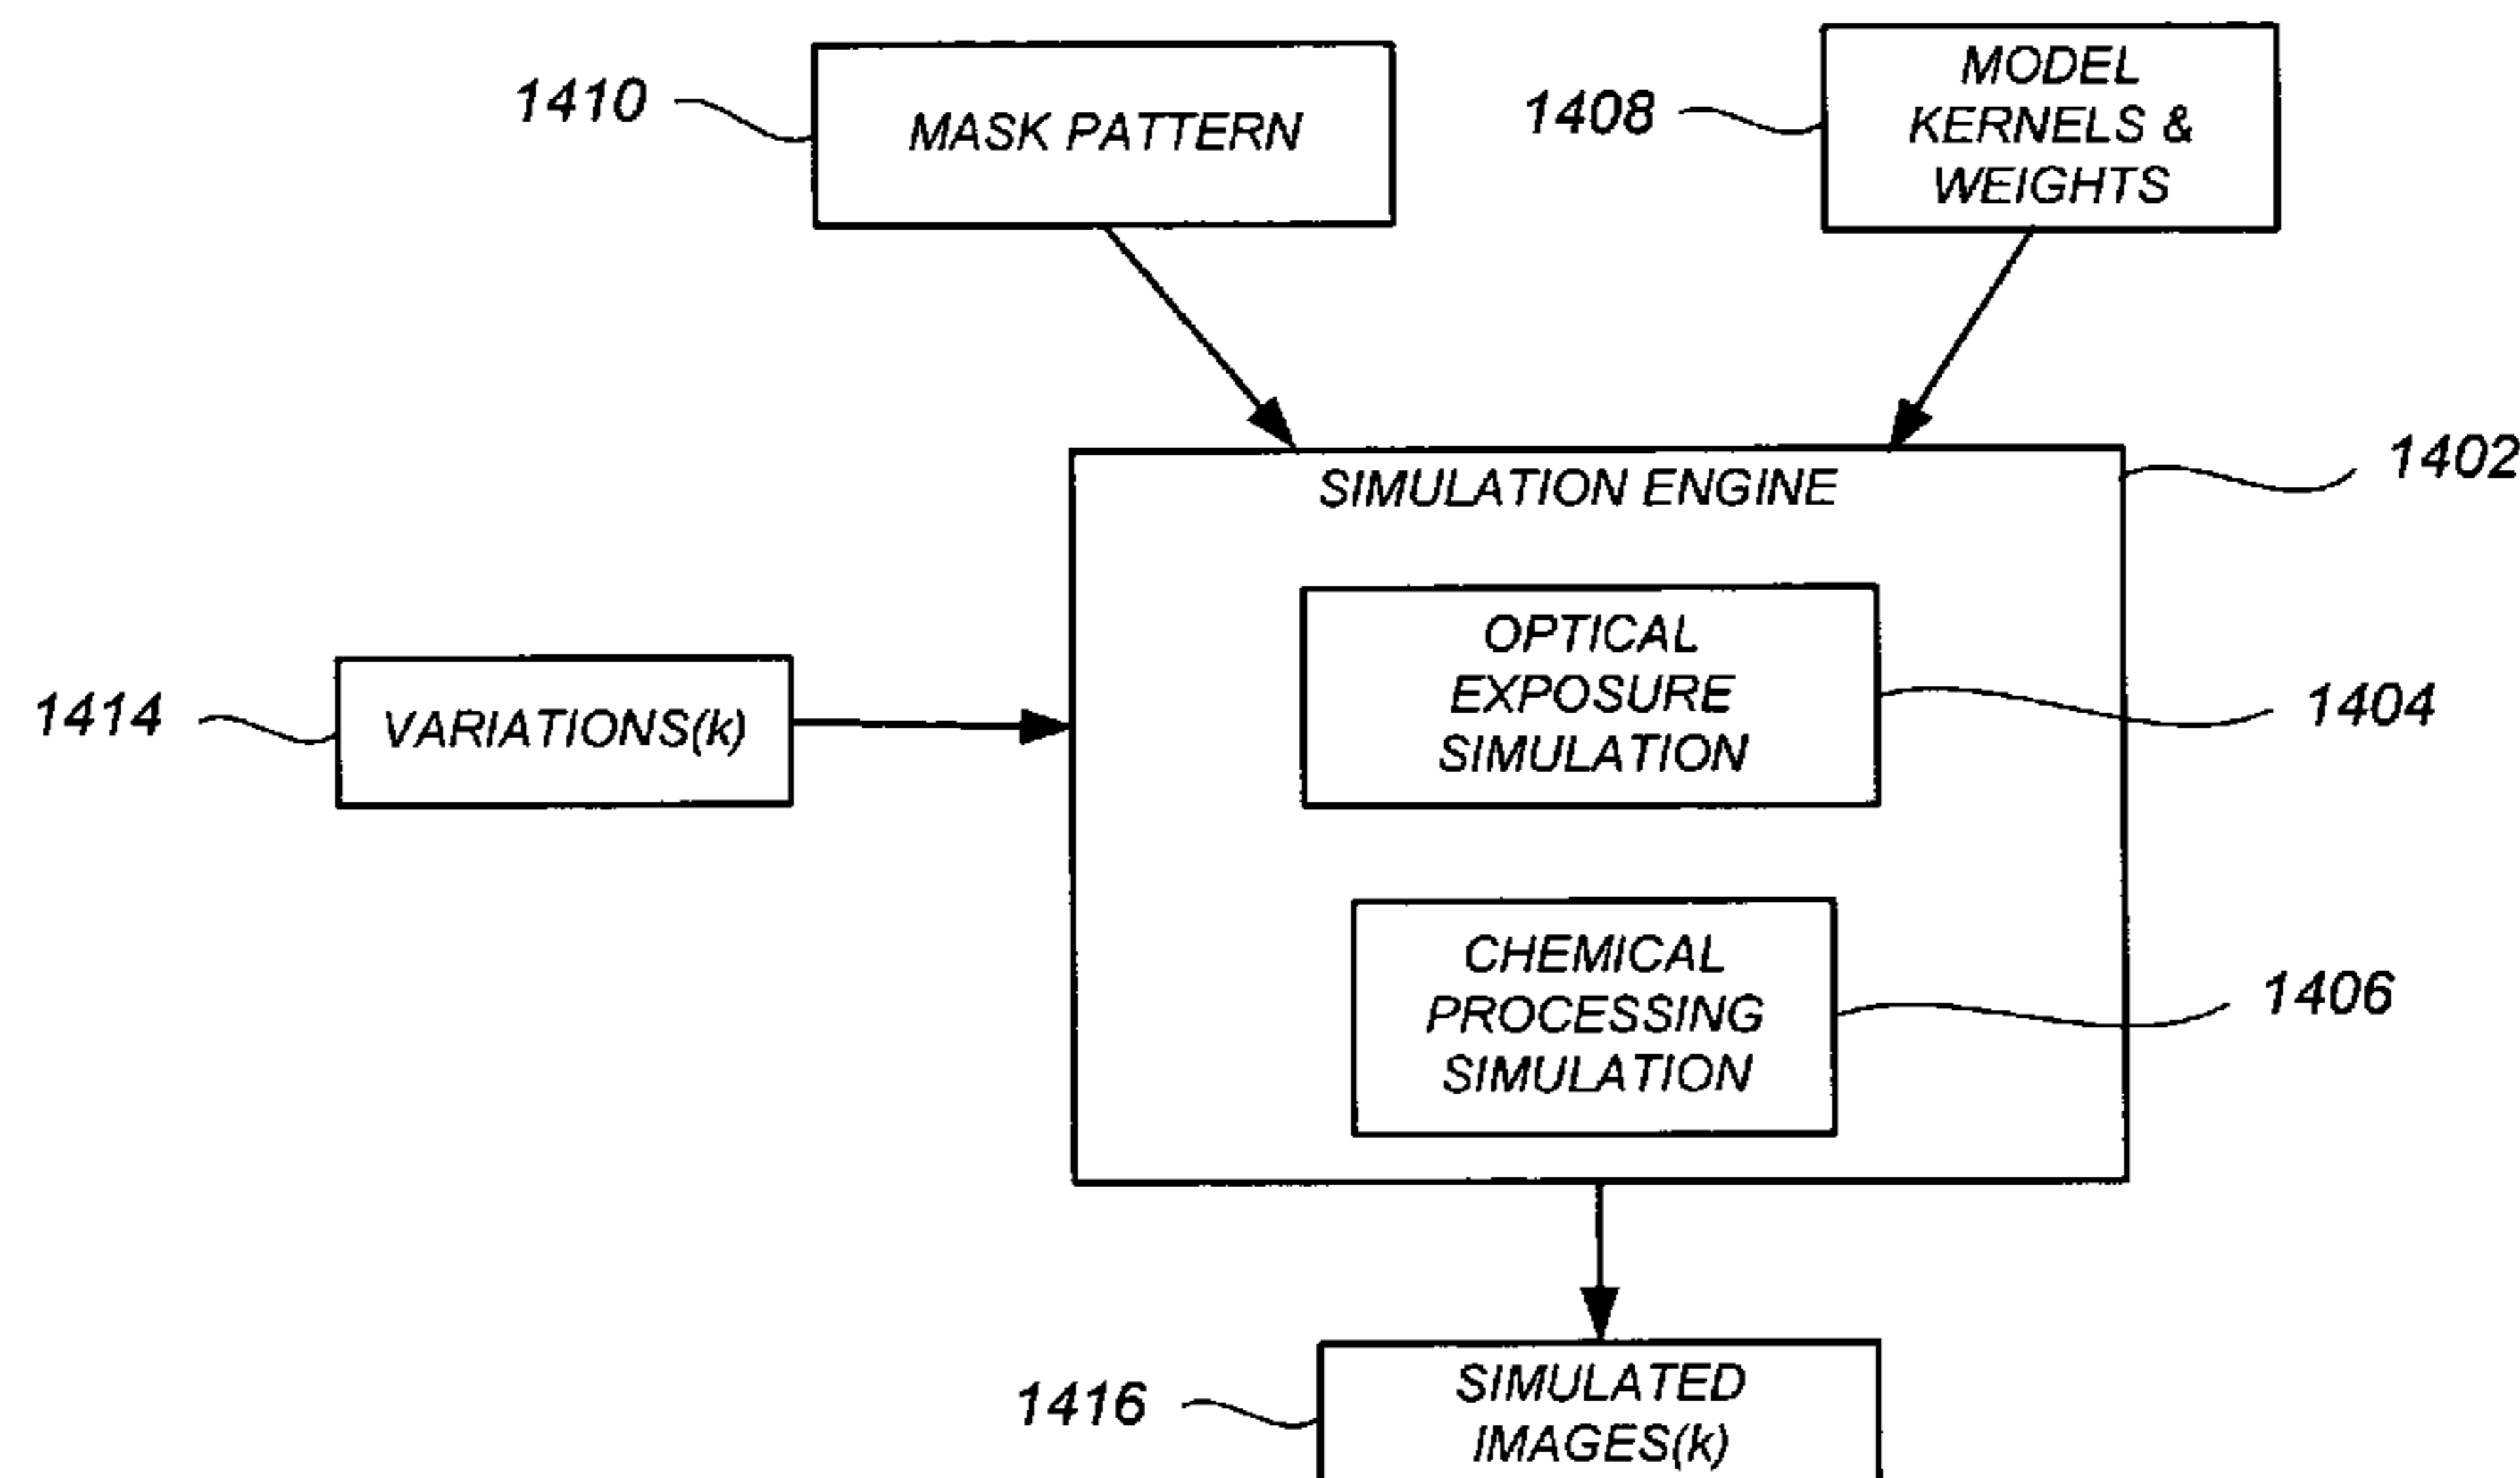 1410
MASK PATTERN
1408
MODEL
KERNELS &
WEIGHTS
1402
SIMULATION ENGINE
1414
VARIATIONS(k)
OPTICAL
EXPOSURE
SIMULATION
1404
CHEMICAL
PROCESSING
SIMULATION
1406
1416
SIMULATED
IMAGES(k)